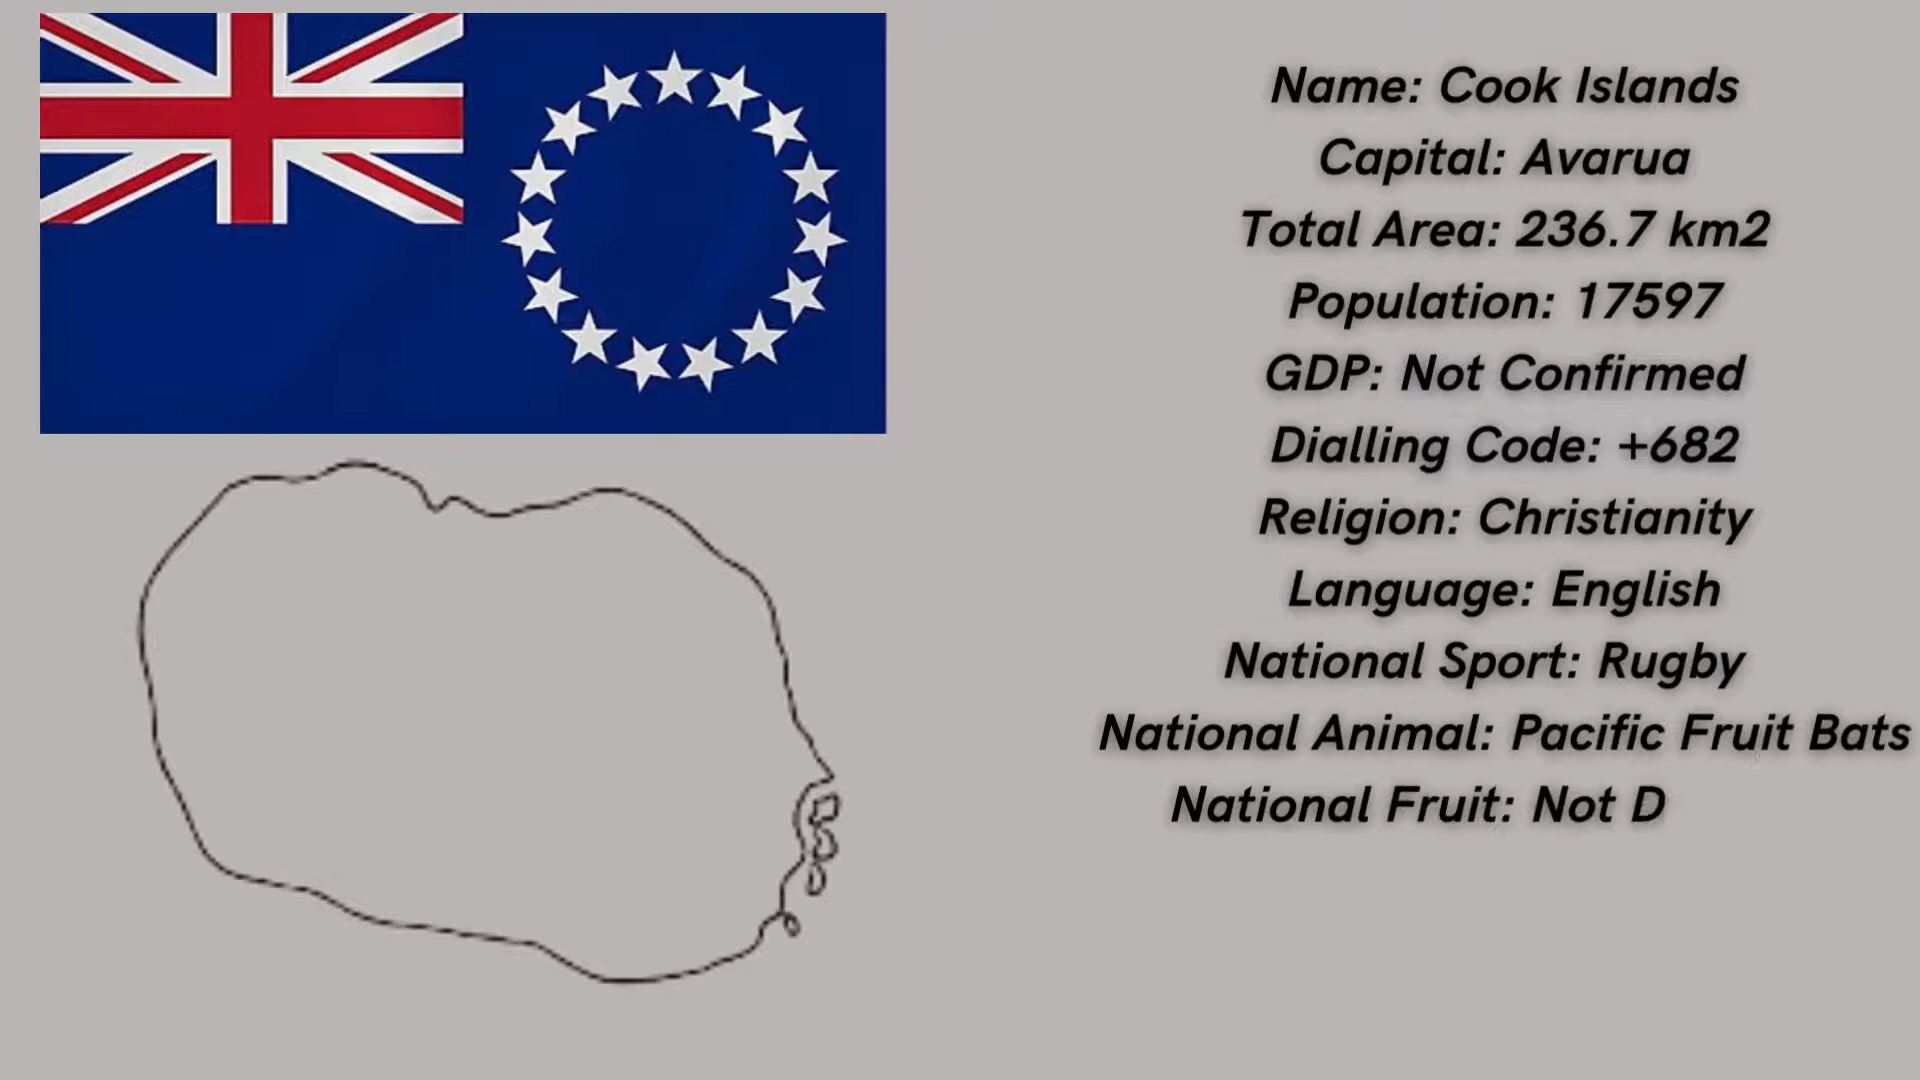 Name: Cook Islands
Capital: Avarua
Total Area: 236.7 km2
Population: 17597
GDP: Not Confirmed
Dialling Code: +682
Religion: Christianity
Language: English
National Sport: Rugby
National Animal: Pacific Fruit Bats
National Fruit: Not D